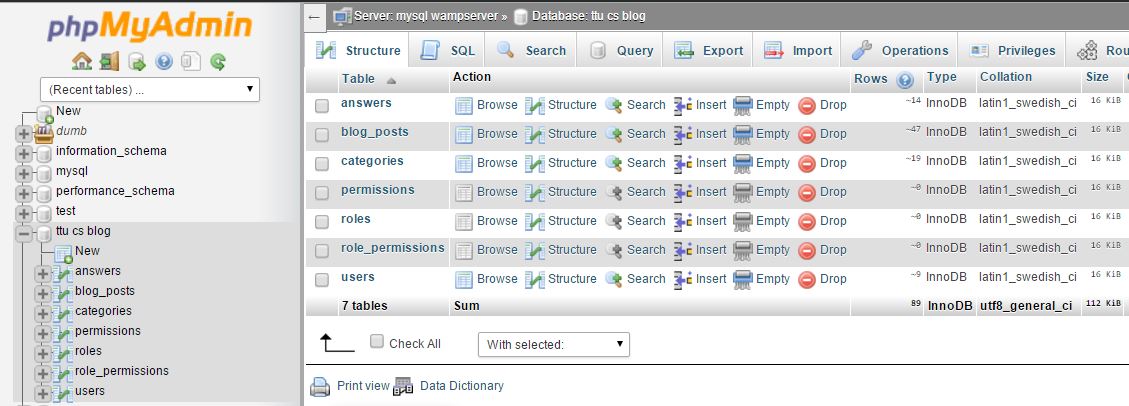 phpMyAdmin
(Recent tables) ...
New
dumb
information_schema
mysql
performance_schema
test
ttu cs blog
New
answers
blog_posts
categories
permissions
roles
role_permissions
users
Server: mysql wampserver » Database: ttu cs blog
Structure SQL Search Query Export Import Operations Privileges Rou
Table Action Rows Type Collation Size
answers Browse Structure Search Insert Empty Drop ~14 InnoDB latin1_swedish_ci 16 KiB
blog_posts Browse Structure Search Insert Empty Drop ~47 InnoDB latin1_swedish_ci 16 KiB
categories Browse Structure Search Insert Empty Drop ~19 InnoDB latin1_swedish_ci 16 KiB
permissions Browse Structure Search Insert Empty Drop ~0 InnoDB latin1_swedish_ci 16 KiB
roles Browse Structure Search Insert Empty Drop ~0 InnoDB latin1_swedish_ci 16 KiB
role_permissions Browse Structure Search Insert Empty Drop ~0 InnoDB latin1_swedish_ci 16 KiB
users Browse Structure Search Insert Empty Drop ~9 InnoDB latin1_swedish_ci 16 KiB
7 tables Sum 89 InnoDB utf8_general_ci 112 KiB
Check All With selected:
Print view Data Dictionary